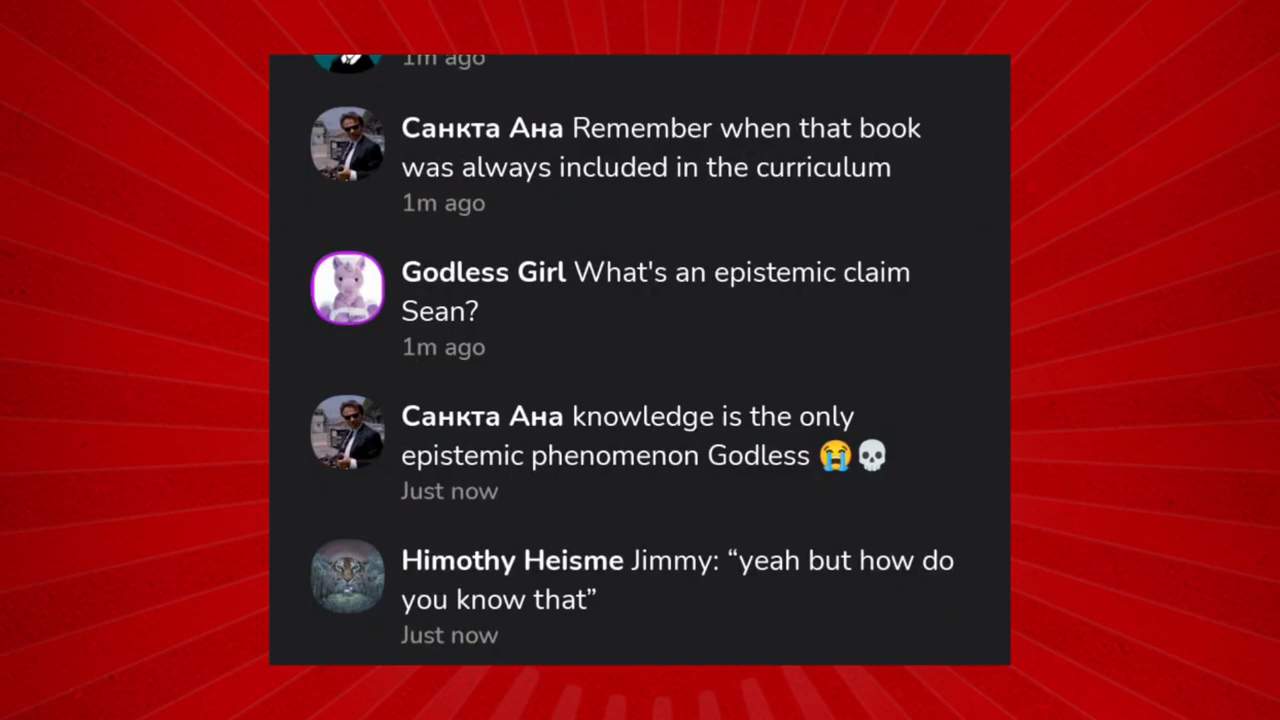 1m ago
Санкта Ана Remember when that book
was always included in the curriculum
1m ago
Godless Girl What's an epistemic claim
Sean?
1m ago
Санкта Ана knowledge is the only
epistemic phenomenon Godless 😭💀
Just now
Himothy Heisme Jimmy: “yeah but how do
you know that”
Just now